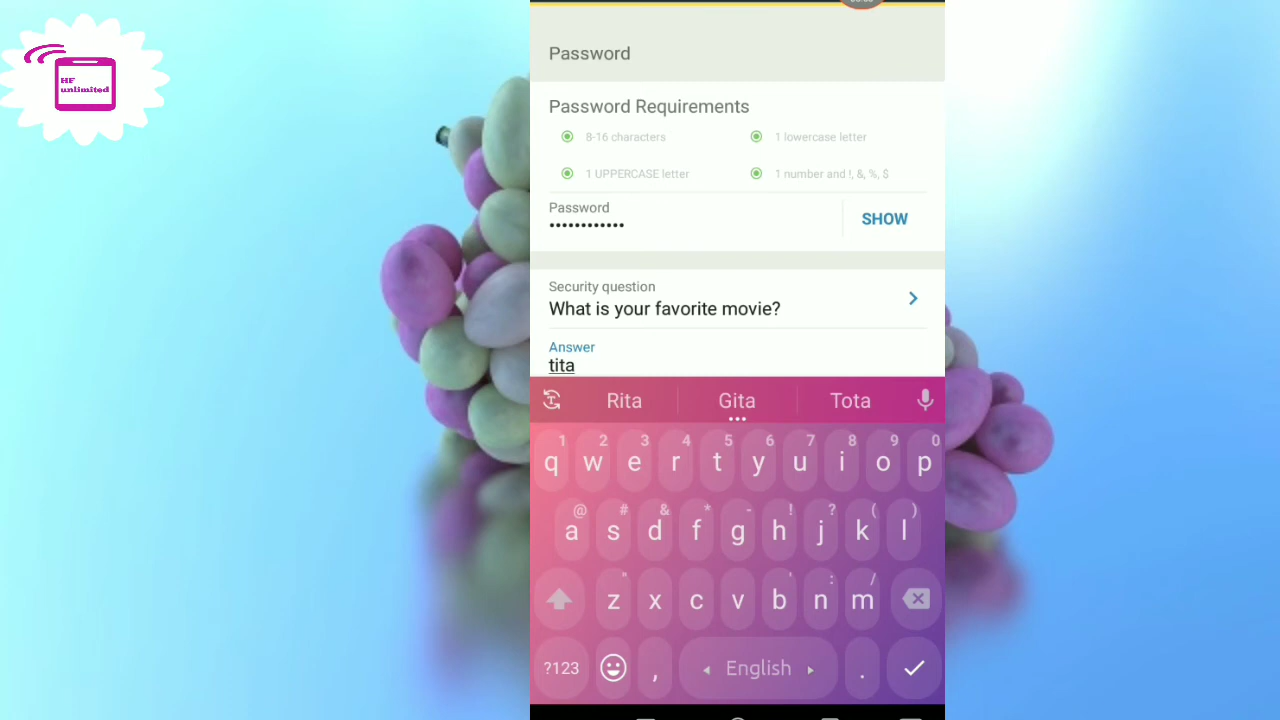 HF
unlimited
Password
Password Requirements
8-16 characters
1 lowercase letter
1 UPPERCASE letter
1 number and !, &, %, $
Password
••••••••••••
SHOW
Security question
What is your favorite movie?
Answer
tita
Rita Gita Tota
1 2 3 4 5 6 7 8 9 0
q w e r t y u i o p
@ # & * - ! ? ( )
a s d f g h j k l
" ' : /
z x c v b n m
?123 , English .